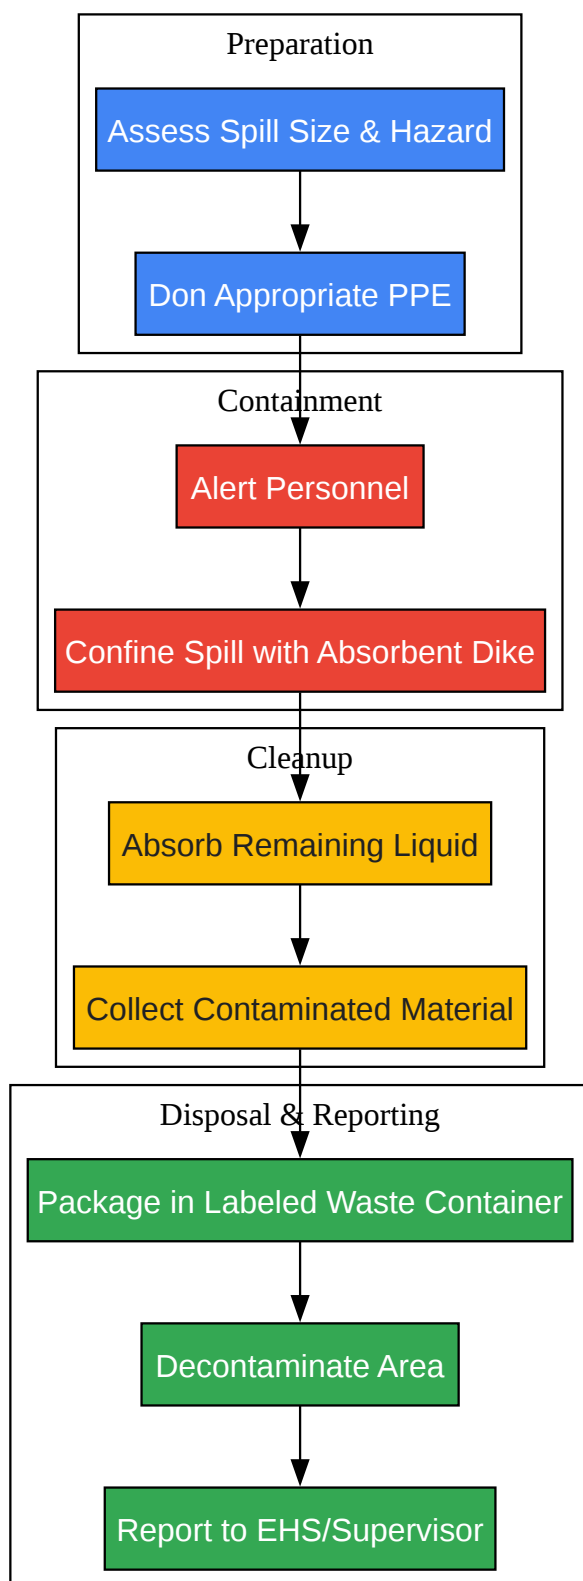 Preparation
Assess Spill Size & Hazard
Don Appropriate PPE
Containment
Alert Personnel
Confine Spill with Absorbent Dike
Cleanup
Absorb Remaining Liquid
Collect Contaminated Material
Disposal & Reporting
Package in Labeled Waste Container
Decontaminate Area
Report to EHS/Supervisor